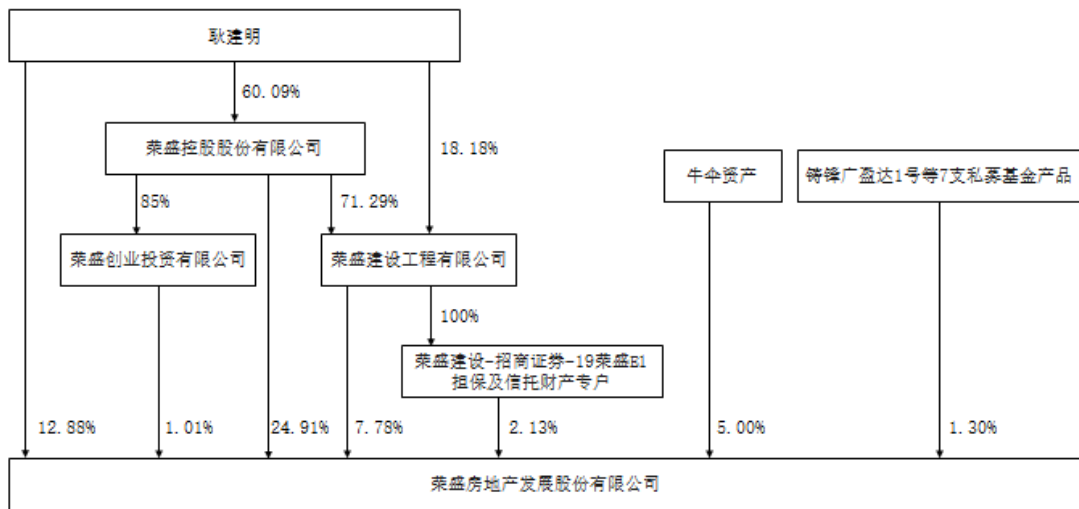 耿建明
60.09%
荣盛控股股份有限公司
18.18%
牛伞资产
铸锋广盈达1号等7支私募基金产品
85%
71.29%
荣盛创业投资有限公司
荣盛建设工程有限公司
100%
荣盛建设-招商证券-19荣盛E1
担保及信托财产专户
12.88%
1.01%
24.91%
7.78%
2.13%
5.00%
1.30%
荣盛房地产发展股份有限公司